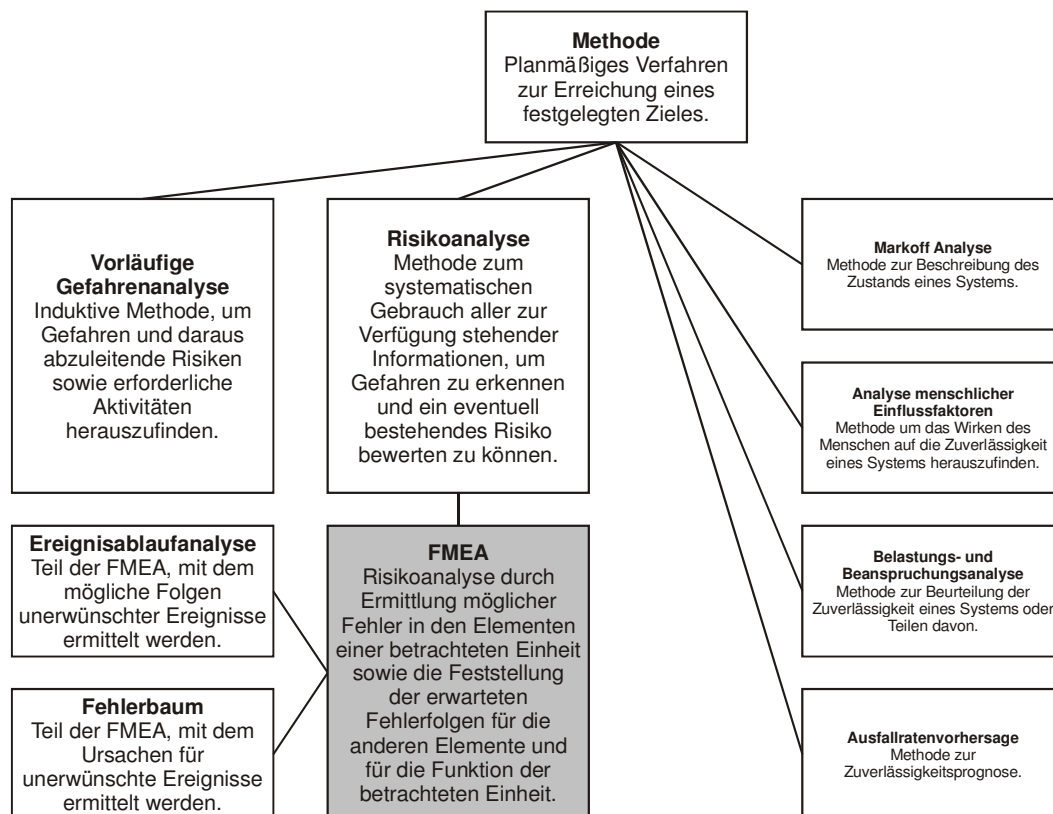 Methode
Planmäßiges Verfahren
zur Erreichung eines
festgelegten Zieles.
Vorläufige
Gefahrenanalyse
Induktive Methode, um
Gefahren und daraus
abzuleitende Risiken
sowie erforderliche
Aktivitäten
herauszufinden.
Risikoanalyse
Methode zum
systematischen
Gebrauch aller zur
Verfügung stehender
Informationen, um
Gefahren zu erkennen
und ein eventuell
bestehendes Risiko
bewerten zu können.
Markoff Analyse
Methode zur Beschreibung des
Zustands eines Systems.
Analyse menschlicher
Einflussfaktoren
Methode um das Wirken des
Menschen auf die Zuverlässigkeit
eines Systems herauszufinden.
Ereignisablaufanalyse
Teil der FMEA, mit dem
mögliche Folgen
unerwünschter Ereignisse
ermittelt werden.
FMEA
Risikoanalyse durch
Ermittlung möglicher
Fehler in den Elementen
einer betrachteten Einheit
sowie die Feststellung
der erwarteten
Fehlerfolgen für die
anderen Elemente und
für die Funktion der
betrachteten Einheit.
Belastungs- und
Beanspruchungsanalyse
Methode zur Beurteilung der
Zuverlässigkeit eines Systems oder
Teilen davon.
Fehlerbaum
Teil der FMEA, mit dem
Ursachen für
unerwünschte Ereignisse
ermittelt werden.
Ausfallratenvorhersage
Methode zur
Zuverlässigkeitsprognose.